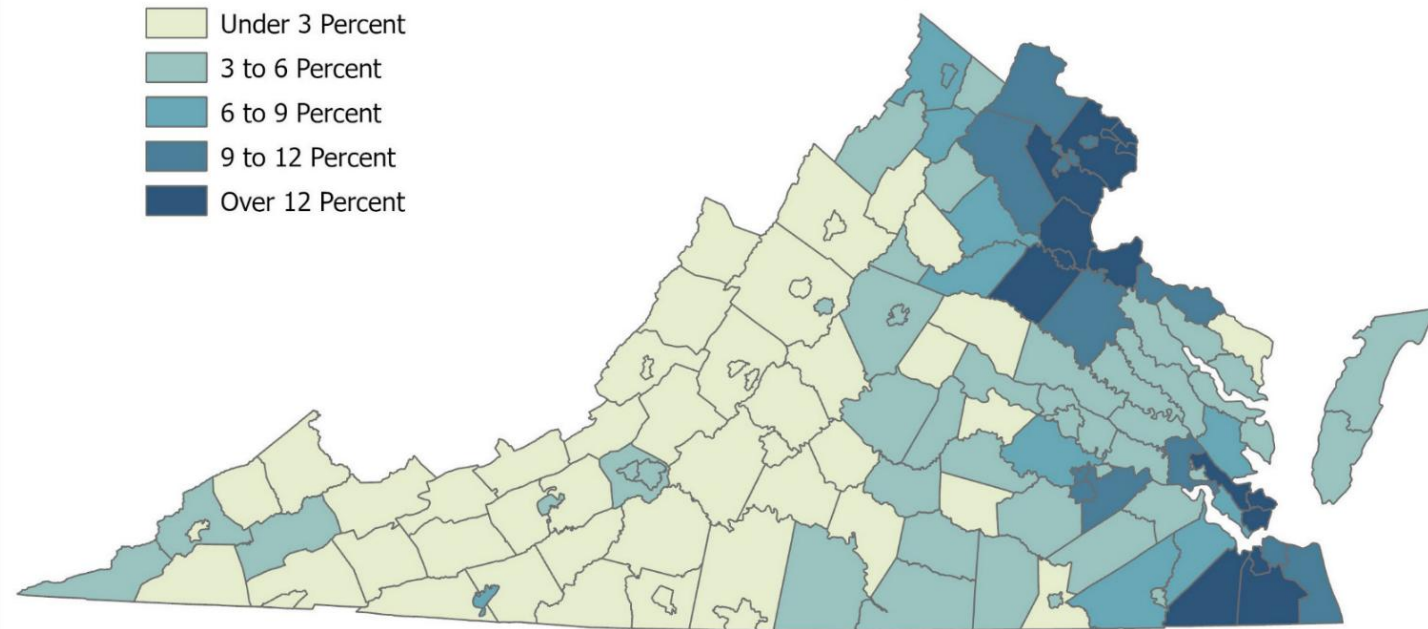 Under 3 Percent
3 to 6 Percent
6 to 9 Percent
9 to 12 Percent
Over 12 Percent